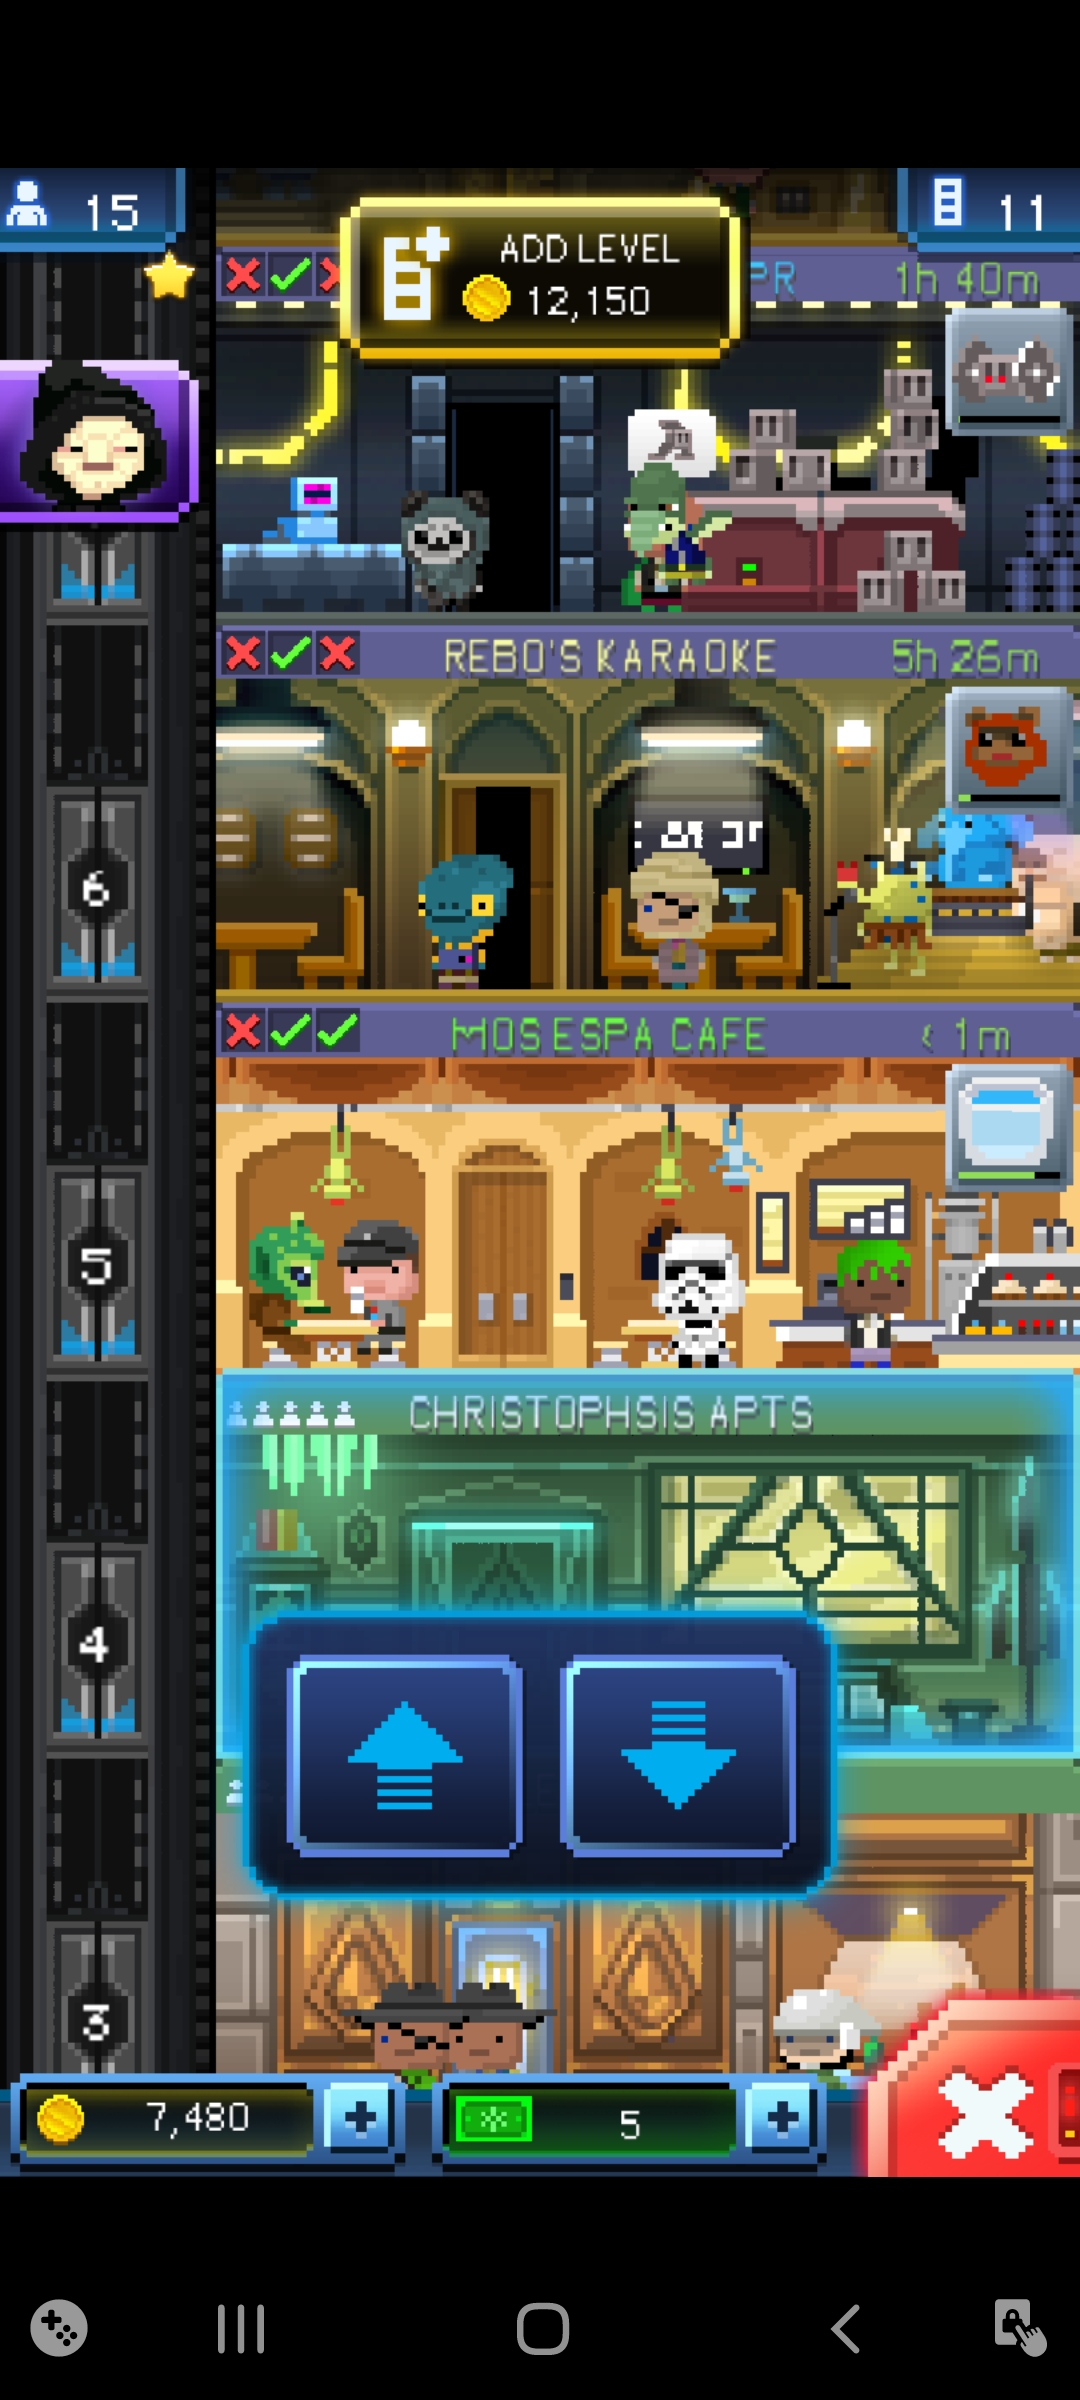 15
ADD LEVEL
12,150
11
PR
1h 40m
REBO'S KARAOKE
5h 26m
6
MOS ESPA CAFE
< 1m
5
CHRISTOPHSIS APTS
4
3
7,480
5